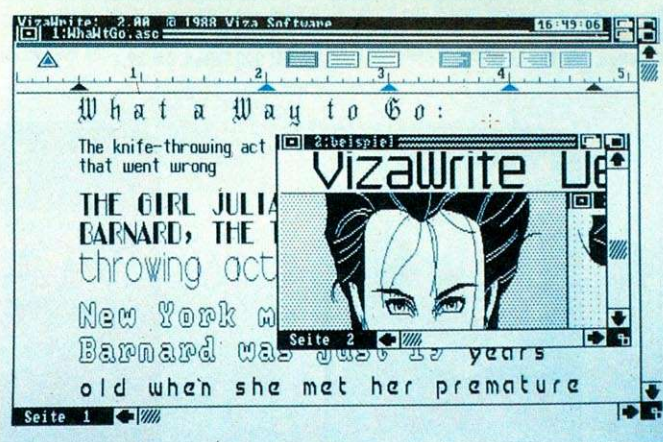 VizaWrite: 2.00 © 1988 Viza Software 16:49:06
1:WhaWtGo.asc
1 2 3 4 5
What a Way to Go:
The knife-throwing act
that went wrong
2:beispiel
VizaWrite
THE GIRL
BARNARD, THE
throwing act
New York
Seite 2
Barnard was just 19 years
old when she met her premature
Seite 1